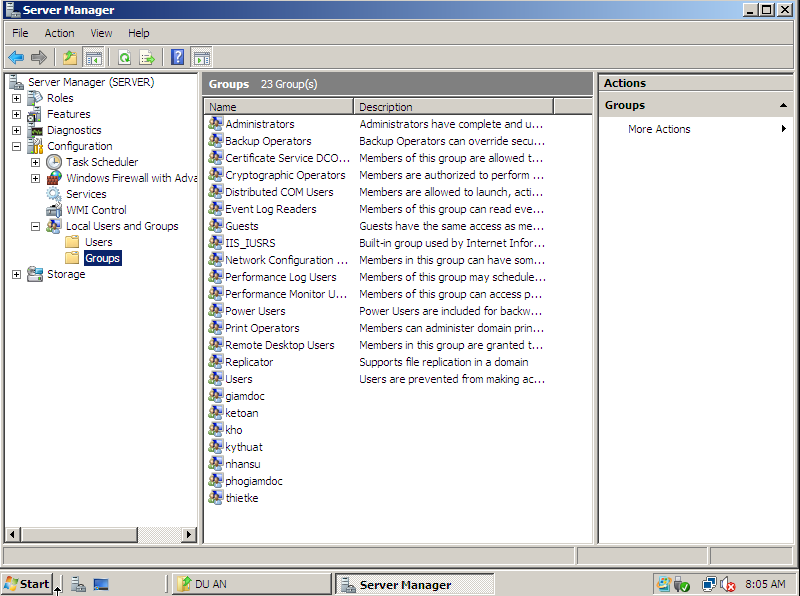 Server Manager
File Action View Help
Server Manager (SERVER)
Roles
Features
Diagnostics
Configuration
Task Scheduler
Windows Firewall with Adva
Services
WMI Control
Local Users and Groups
Users
Groups
Storage
Groups 23 Group(s)
Name Description
Administrators Administrators have complete and u...
Backup Operators Backup Operators can override secu...
Certificate Service DCO... Members of this group are allowed t...
Cryptographic Operators Members are authorized to perform ...
Distributed COM Users Members are allowed to launch, acti...
Event Log Readers Members of this group can read eve...
Guests Guests have the same access as me...
IIS_IUSRS Built-in group used by Internet Infor...
Network Configuration ... Members in this group can have som...
Performance Log Users Members of this group may schedule...
Performance Monitor U... Members of this group can access p...
Power Users Power Users are included for backw...
Print Operators Members can administer domain prin...
Remote Desktop Users Members in this group are granted t...
Replicator Supports file replication in a domain
Users Users are prevented from making ac...
giamdoc
ketoan
kho
kythuat
nhansu
phogiamdoc
thietke
Actions
Groups
More Actions
Start DU AN Server Manager 8:05 AM